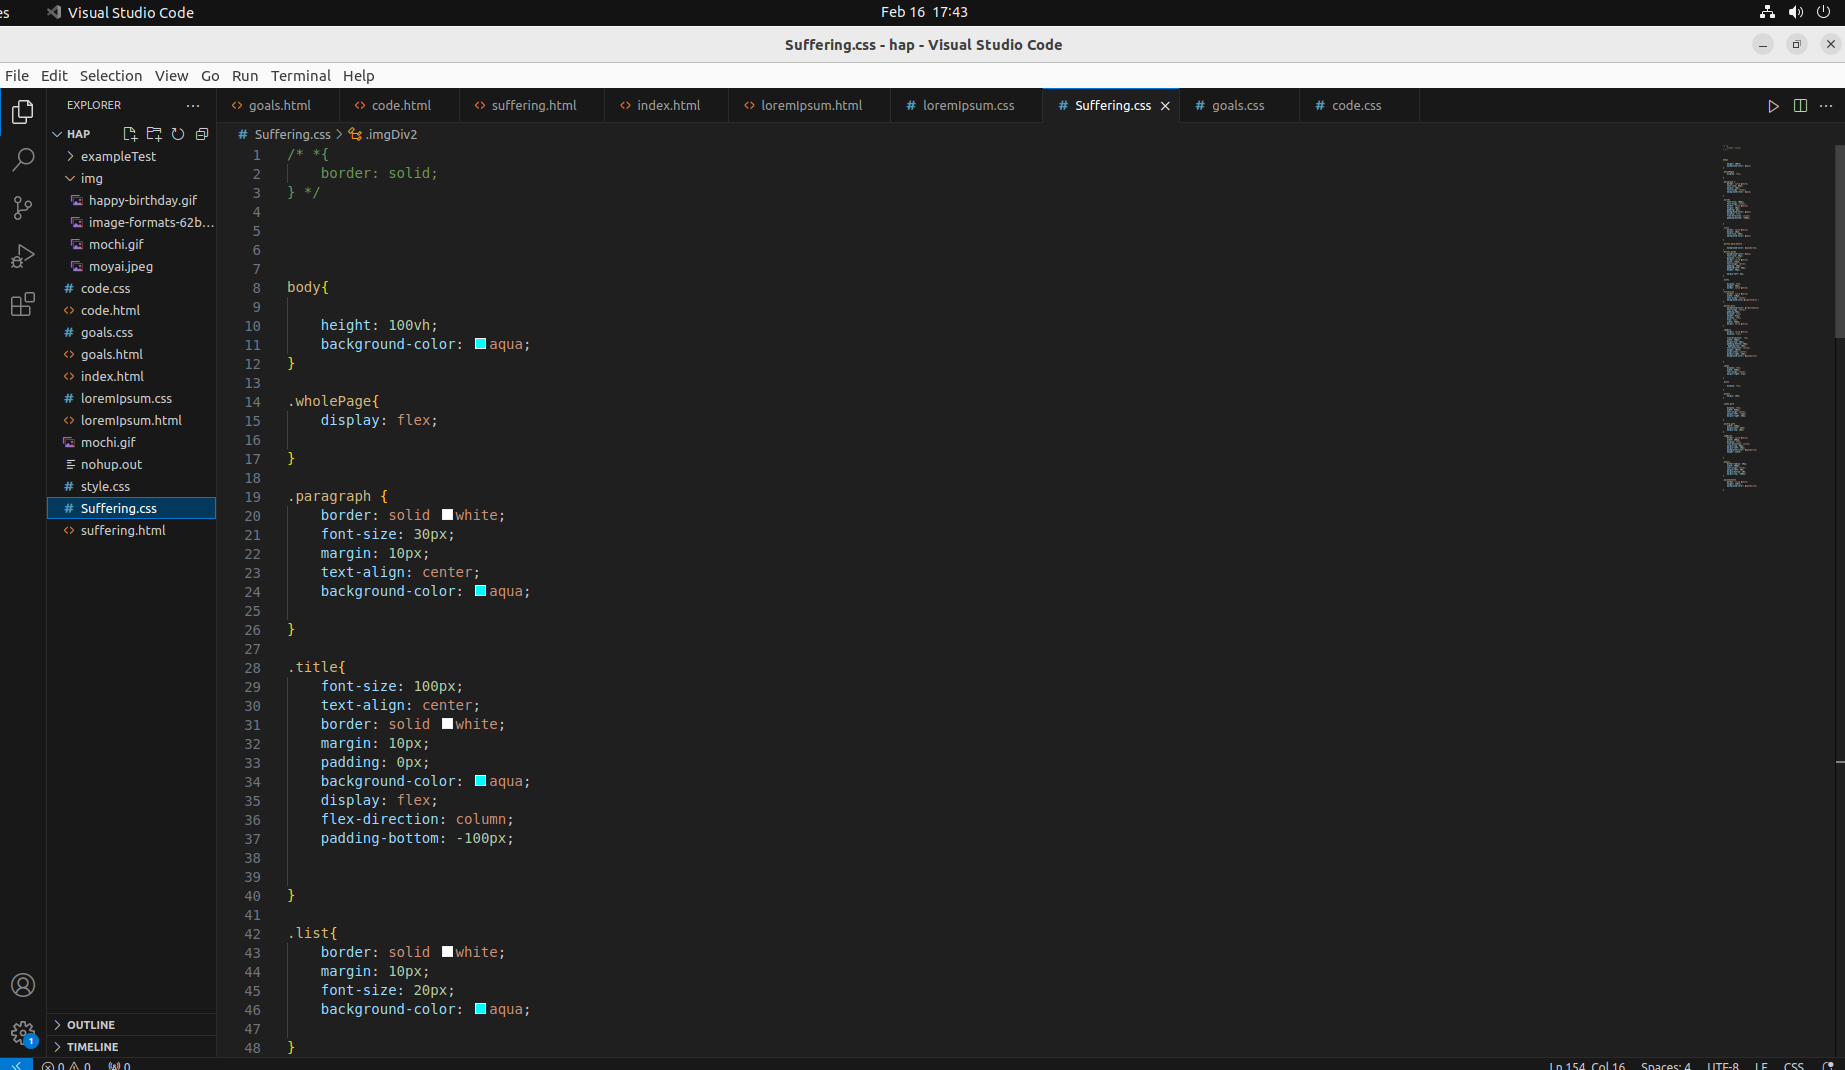 es Visual Studio Code Feb 16 17:43
Suffering.css - hap - Visual Studio Code
File Edit Selection View Go Run Terminal Help
EXPLORER ···
HAP
exampleTest
img
happy-birthday.gif
image-formats-62b...
mochi.gif
moyai.jpeg
code.css
code.html
goals.css
goals.html
index.html
loremIpsum.css
loremIpsum.html
mochi.gif
nohup.out
style.css
Suffering.css
suffering.html
OUTLINE
TIMELINE
goals.html code.html suffering.html index.html loremIpsum.html loremIpsum.css Suffering.css goals.css code.css
Suffering.css > .imgDiv2
1 /* *{
2 border: solid;
3 } */
4
5
6
7
8 body{
9
10 height: 100vh;
11 background-color: aqua;
12 }
13
14 .wholePage{
15 display: flex;
16
17 }
18
19 .paragraph {
20 border: solid white;
21 font-size: 30px;
22 margin: 10px;
23 text-align: center;
24 background-color: aqua;
25
26 }
27
28 .title{
29 font-size: 100px;
30 text-align: center;
31 border: solid white;
32 margin: 10px;
33 padding: 0px;
34 background-color: aqua;
35 display: flex;
36 flex-direction: column;
37 padding-bottom: -100px;
38
39
40 }
41
42 .list{
43 border: solid white;
44 margin: 10px;
45 font-size: 20px;
46 background-color: aqua;
47
48 }
1
0 0 0 Ln 154, Col 16 Spaces: 4 UTF-8 LF CSS